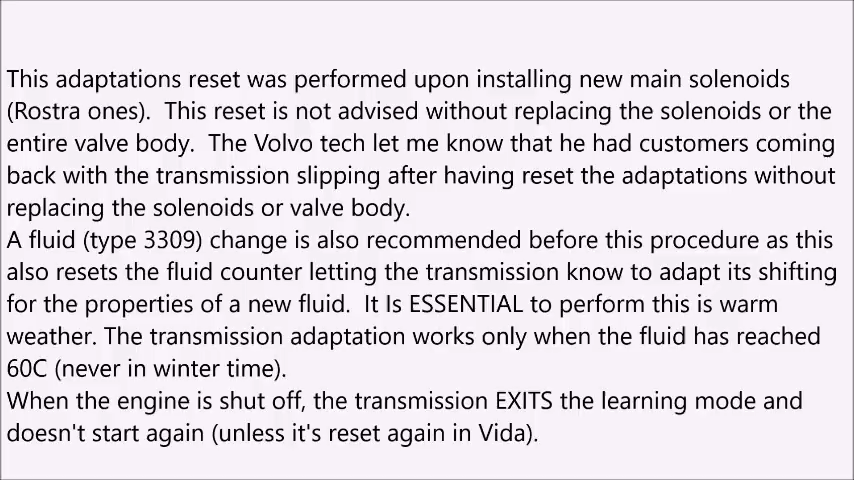 This adaptations reset was performed upon installing new main solenoids
(Rostra ones).  This reset is not advised without replacing the solenoids or the
entire valve body.  The Volvo tech let me know that he had customers coming
back with the transmission slipping after having reset the adaptations without
replacing the solenoids or valve body.
A fluid (type 3309) change is also recommended before this procedure as this
also resets the fluid counter letting the transmission know to adapt its shifting
for the properties of a new fluid.  It Is ESSENTIAL to perform this is warm
weather. The transmission adaptation works only when the fluid has reached
60C (never in winter time).
When the engine is shut off, the transmission EXITS the learning mode and
doesn't start again (unless it's reset again in Vida).